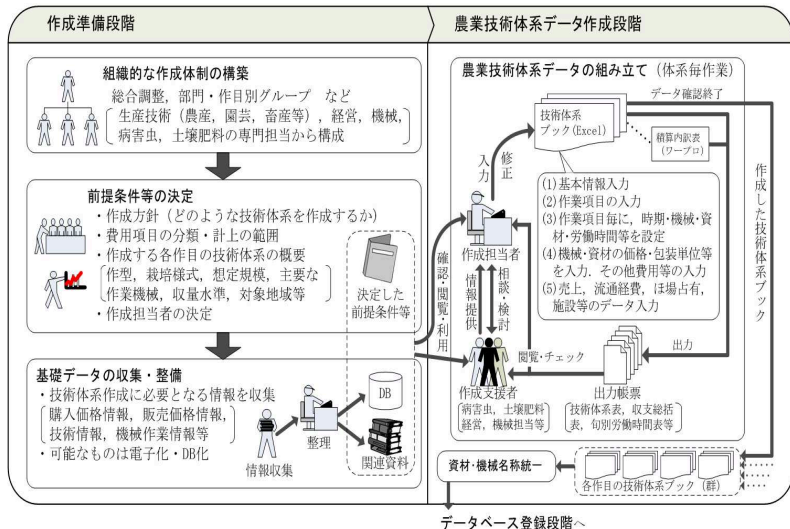 作成準備段階
組織的な作成体制の構築
総合調整，部門・作目別グループ など
生産技術（農産，園芸，畜産等），経営，機械，
病害虫，土壌肥料の専門担当から構成
前提条件等の決定
・作成方針（どのような技術体系を作成するか）
・費用項目の分類・計上の範囲
・作成する各作目の技術体系の概要
作型，栽培様式，想定規模，主要な
作業機械，収量水準，対象地域等
・作成担当者の決定
決定した
前提条件等
基礎データの収集・整備
・技術体系作成に必要となる情報を収集
購入価格情報，販売価格情報，
技術情報，機械作業情報等
・可能なものは電子化・DB化
情報収集
整理
DB
関連資料
農業技術体系データ作成段階
農業技術体系データの組み立て（体系毎作業）
データ確認終了
技術体系
ブック(Excel)
積算内訳表
（ワープロ）
入力
修正
(1)基本情報入力
(2)作業項目の入力
(3)作業項目毎に，時期・機械・資
材・労働時間等を設定
(4)機械・資材の価格・包装単位等
を入力．その他費用等の入力
(5)売上，流通経費，ほ場占有，
施設等のデータ入力
作成担当者
確認・閲覧・利用
情報提供
相談・検討
閲覧・チェック
出力
作成支援者
病害虫，土壌肥料
経営，機械担当等
出力帳票
技術体系表，収支総括
表，旬別労働時間表等
作成した技術体系ブック
資材・機械名称統一
各作目の技術体系ブック（群）
データベース登録段階へ